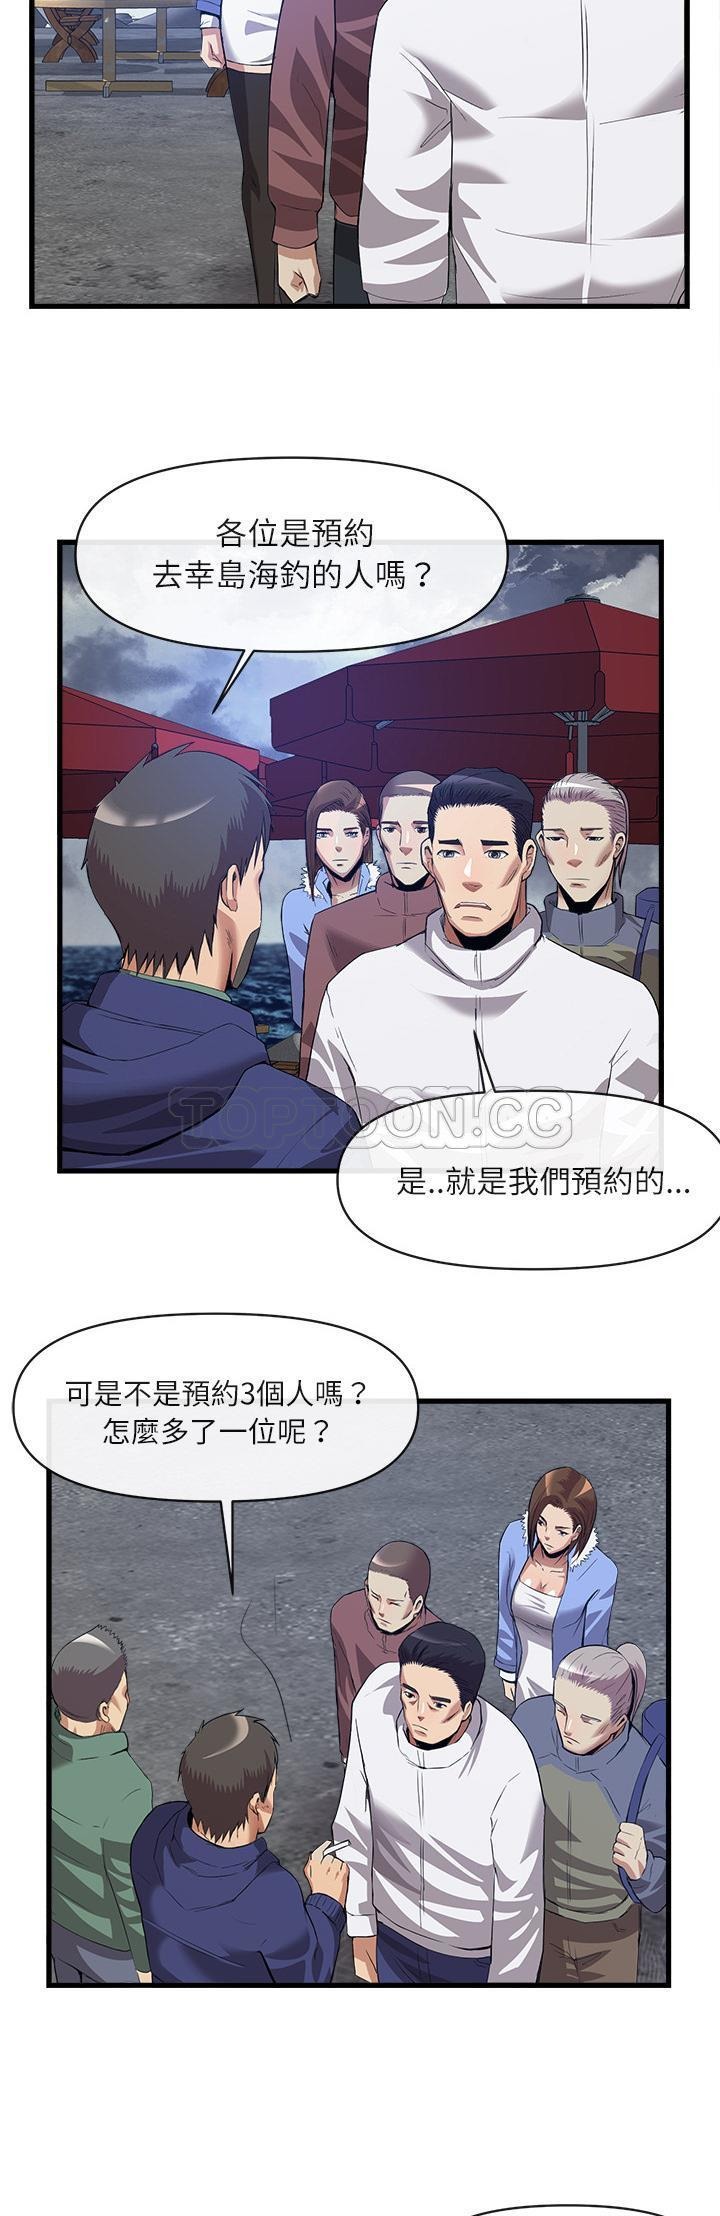 各位是預約
去幸島海釣的人嗎？
TOPTOON.CC
是..就是我們預約的...
可是不是預約3個人嗎？
怎麼多了一位呢？